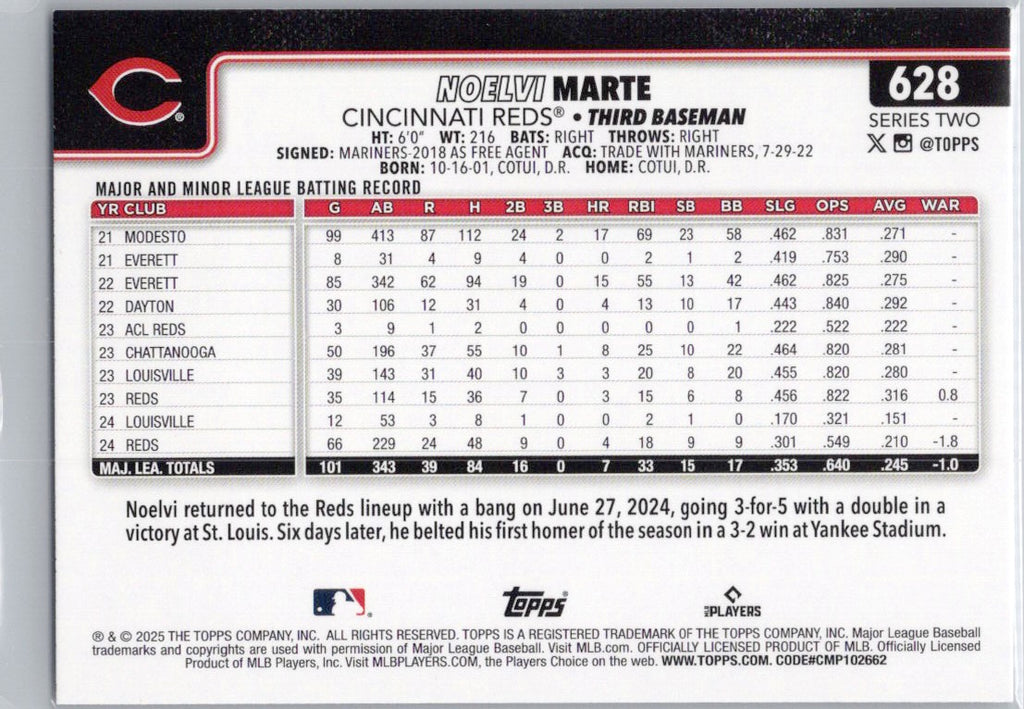 NOELVI MARTE
628
CINCINNATI REDS® • THIRD BASEMAN
SERIES TWO
HT: 6'0" WT: 216 BATS: RIGHT THROWS: RIGHT
@TOPPS
SIGNED: MARINERS-2018 AS FREE AGENT ACQ: TRADE WITH MARINERS, 7-29-22
BORN: 10-16-01, COTUI, D.R. HOME: COTUI, D.R.
MAJOR AND MINOR LEAGUE BATTING RECORD
YR CLUB G AB R H 2B 3B HR RBI SB BB SLG OPS AVG WAR
21 MODESTO 99 413 87 112 24 2 17 69 23 58 .462 .831 .271 -
21 EVERETT 8 31 4 9 4 0 0 2 1 2 .419 .753 .290 -
22 EVERETT 85 342 62 94 19 0 15 55 13 42 .462 .825 .275 -
22 DAYTON 30 106 12 31 4 0 4 13 10 17 .443 .840 .292 -
23 ACL REDS 3 9 1 2 0 0 0 0 0 1 .222 .522 .222 -
23 CHATTANOOGA 50 196 37 55 10 1 8 25 10 22 .464 .820 .281 -
23 LOUISVILLE 39 143 31 40 10 3 3 20 8 20 .455 .820 .280 -
23 REDS 35 114 15 36 7 0 3 15 6 8 .456 .822 .316 0.8
24 LOUISVILLE 12 53 3 8 1 0 0 2 1 0 .170 .321 .151 -
24 REDS 66 229 24 48 9 0 4 18 9 9 .301 .549 .210 -1.8
MAJ. LEA. TOTALS 101 343 39 84 16 0 7 33 15 17 .353 .640 .245 -1.0
Noelvi returned to the Reds lineup with a bang on June 27, 2024, going 3-for-5 with a double in a
victory at St. Louis. Six days later, he belted his first homer of the season in a 3-2 win at Yankee Stadium.
Topps®
MLB PLAYERS
® & © 2025 THE TOPPS COMPANY, INC. ALL RIGHTS RESERVED. TOPPS IS A REGISTERED TRADEMARK OF THE TOPPS COMPANY, INC. Major League Baseball
trademarks and copyrights are used with permission of Major League Baseball. Visit MLB.com. OFFICIALLY LICENSED PRODUCT OF MLB. Officially Licensed
Product of MLB Players, Inc. Visit MLBPLAYERS.COM, the Players Choice on the web. WWW.TOPPS.COM. CODE#CMP102662